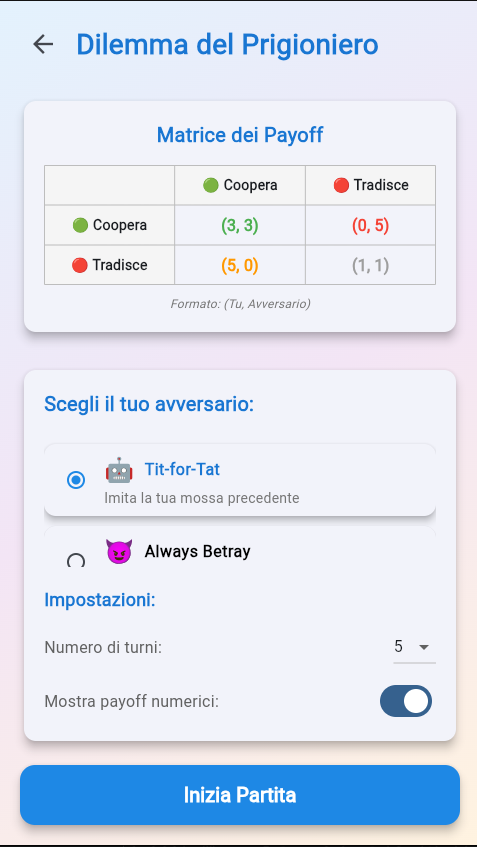 Dilemma del Prigioniero
Matrice dei Payoff
Coopera Tradisce
Coopera (3, 3) (0, 5)
Tradisce (5, 0) (1, 1)
Formato: (Tu, Avversario)
Scegli il tuo avversario:
Tit-for-Tat
Imita la tua mossa precedente
Always Betray
Impostazioni:
Numero di turni: 5
Mostra payoff numerici:
Inizia Partita